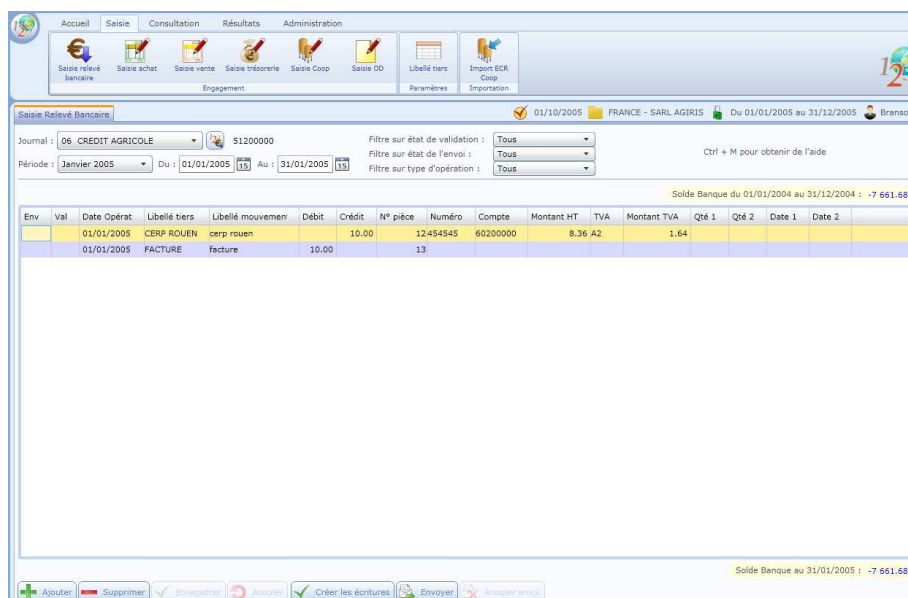 Accueil Saisie Consultation Résultats Administration
Saisie relevé bancaire Saisie achat Saisie vente Saisie trésorerie Saisie Coop Saisie OD Libellé tiers Import ECR Coop
Engagement Paramètres Importation
Saisie Relevé Bancaire 01/10/2005 FRANCE - SARL AGIRIS Du 01/01/2005 au 31/12/2005 Branso
Journal : 06 CREDIT AGRICOLE 51200000 Filtre sur état de validation : Tous
Filtre sur état de l'envoi : Tous Ctrl + M pour obtenir de l'aide
Période : Janvier 2005 Du : 01/01/2005 15 Au : 31/01/2005 15 Filtre sur type d'opération : Tous
Solde Banque du 01/01/2004 au 31/12/2004 : -7 661.68
Env Val Date Opérat Libellé tiers Libellé mouvemen Débit Crédit N° pièce Numéro Compte Montant HT TVA Montant TVA Qté 1 Qté 2 Date 1 Date 2
01/01/2005 CERP ROUEN cerp rouen 10.00 12 454545 60200000 8.36 A2 1.64
01/01/2005 FACTURE facture 10.00 13
Solde Banque au 31/01/2005 : -7 661.68
Ajouter Supprimer Enregistrer Annuler Créer les écritures Envoyer Annuler envoi